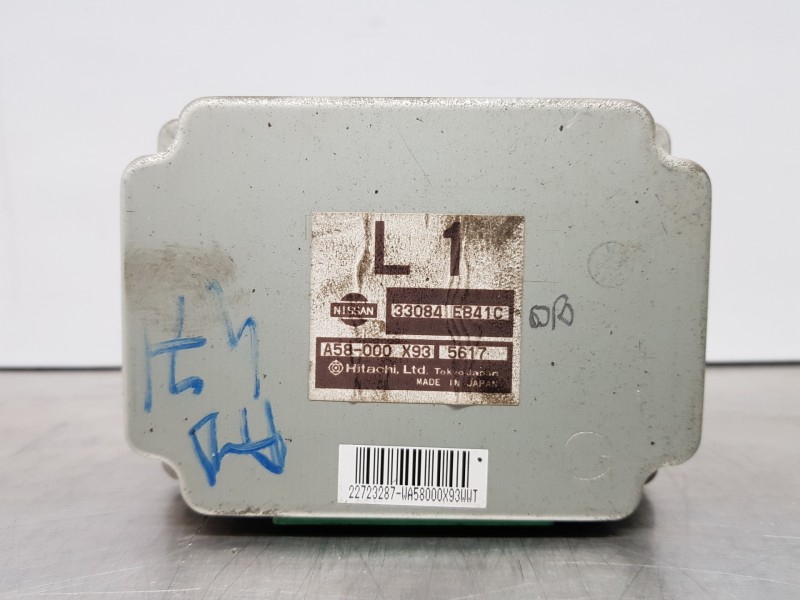 L 1
NISSAN 33084 EB41C
A58-000 X93 5617
Hitachi, Ltd. Tokyo Japan
MADE IN JAPAN
22723287-WA58000X93WWT